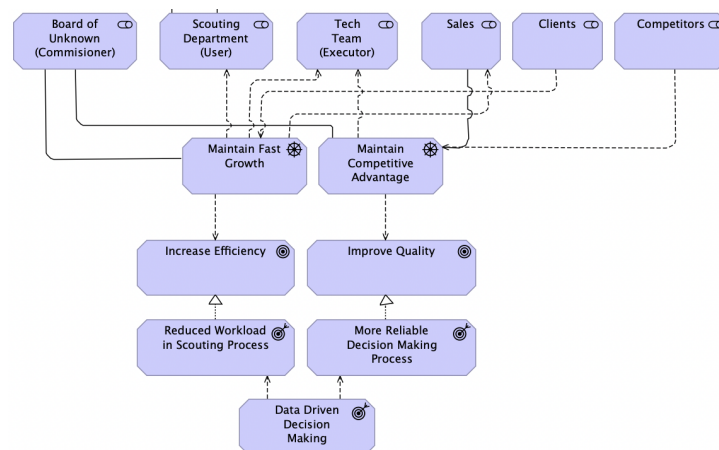 Board of
Unknown
(Commisioner)
Scouting
Department
(User)
Tech
Team
(Executor)
Sales
Clients
Competitors
Maintain Fast
Growth
Maintain
Competitive
Advantage
Increase Efficiency
Improve Quality
Reduced Workload
in Scouting Process
More Reliable
Decision Making
Process
Data Driven
Decision
Making